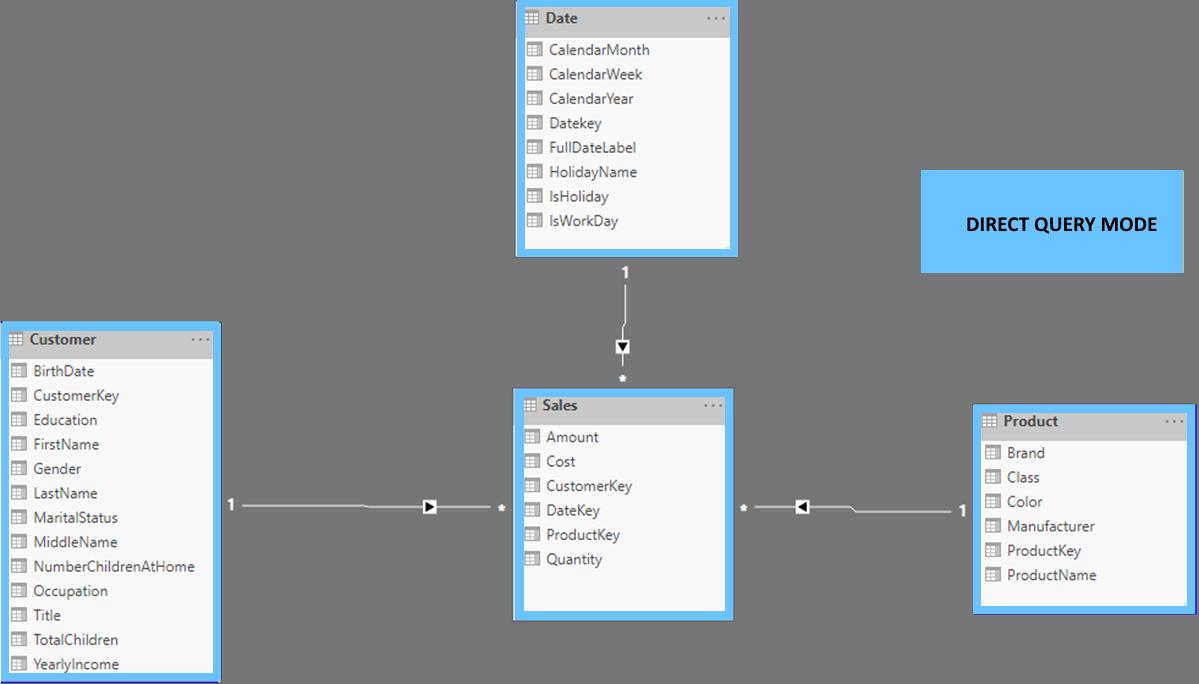 Date
CalendarMonth
CalendarWeek
CalendarYear
Datekey
FullDateLabel
HolidayName
IsHoliday
IsWorkDay
DIRECT QUERY MODE
1
*
Customer
BirthDate
CustomerKey
Education
FirstName
Gender
LastName
MaritalStatus
MiddleName
NumberChildrenAtHome
Occupation
Title
TotalChildren
YearlyIncome
1
*
Sales
Amount
Cost
CustomerKey
DateKey
ProductKey
Quantity
*
1
Product
Brand
Class
Color
Manufacturer
ProductKey
ProductName